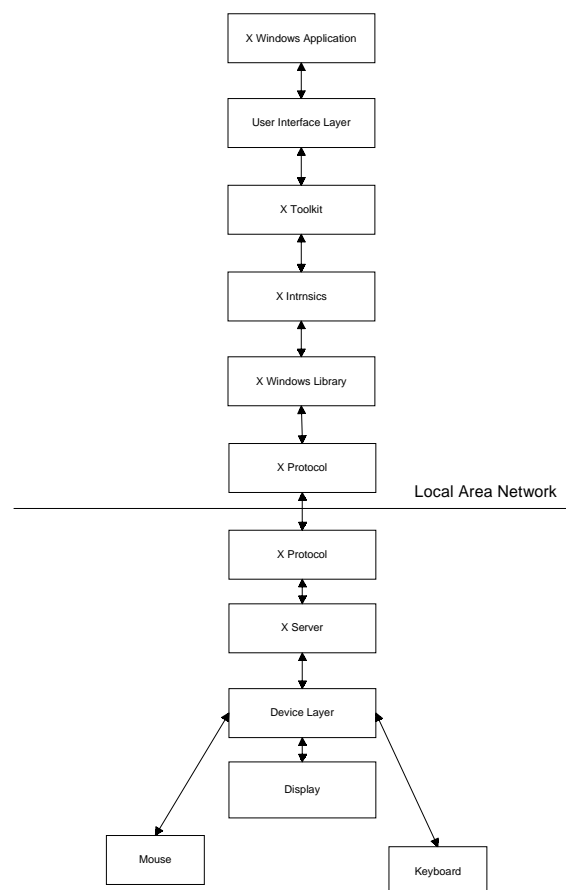 X Windows Application
User Interface Layer
X Toolkit
X Intrnsics
X Windows Library
X Protocol
Local Area Network
X Protocol
X Server
Device Layer
Display
Mouse
Keyboard